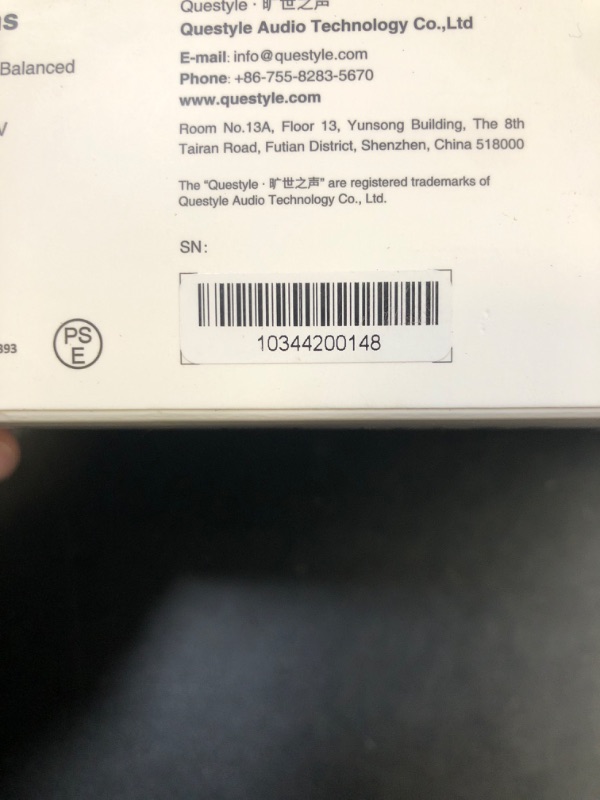 s
Balanced
V
Questyle · 旷世之声
Questyle Audio Technology Co.,Ltd
E-mail: info@questyle.com
Phone: +86-755-8283-5670
www.questyle.com
Room No.13A, Floor 13, Yunsong Building, The 8th
Tairan Road, Futian District, Shenzhen, China 518000
The "Questyle · 旷世之声" are registered trademarks of
Questyle Audio Technology Co., Ltd.
SN:
10344200148
393
PS
E